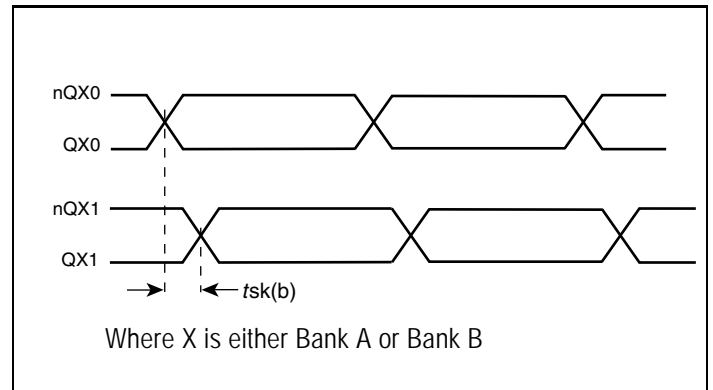 nQX0
QX0
nQX1
QX1
tsk(b)
Where X is either Bank A or Bank B